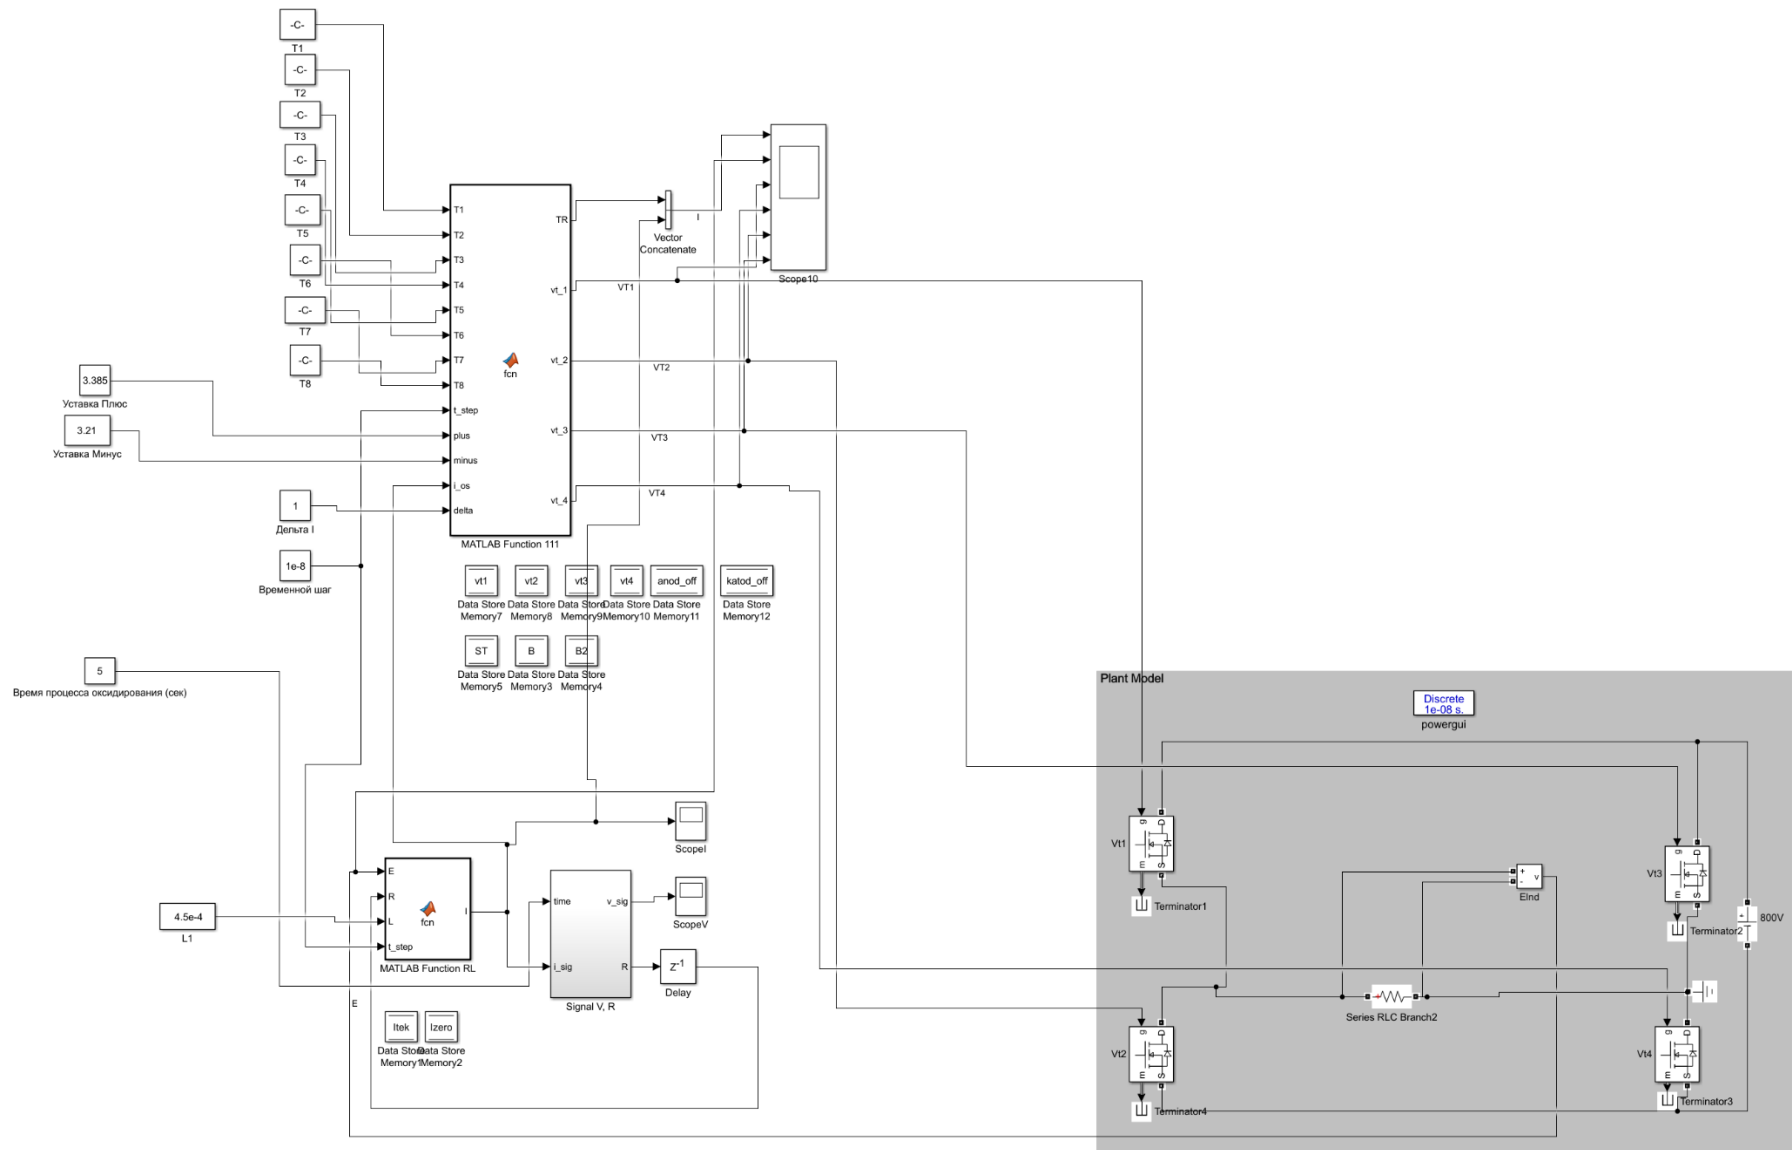 -C-
T1
-C-
T2
-C-
T3
-C-
T4
-C-
T5
-C-
T6
-C-
T7
-C-
T8
3.385
Уставка Плюс
3.21
Уставка Минус
1
Дельта I
1e-8
Временной шаг
5
Время процесса оксидирования (сек)
T1
T2
T3
T4
T5
T6
T7
T8
t_step
plus
minus
i_os
delta
fcn
TR
vt_1
vt_2
vt_3
vt_4
MATLAB Function 111
Vector
Concatenate
I
Scope10
VT1
VT2
VT3
VT4
vt1
Data Store
Memory7
vt2
Data Store
Memory8
vt3
Data Store
Memory9
vt4
Data Store
Memory10
anod_off
Data Store
Memory11
katod_off
Data Store
Memory12
ST
Data Store
Memory5
B
Data Store
Memory3
B2
Data Store
Memory4
4.5e-4
L1
E
R
L
t_step
fcn
I
MATLAB Function RL
E
Itek
Data Store
Memory1
Izero
Data Store
Memory2
time
i_sig
v_sig
R
Signal V, R
ScopeI
ScopeV
Z-1
Delay
Plant Model
Discrete
1e-08 s.
powergui
g
D
m
S
Vt1
Terminator1
g
D
m
S
Vt3
Terminator2
+
-
v
EInd
800V
Series RLC Branch2
g
D
m
S
Vt2
Terminator4
g
D
m
S
Vt4
Terminator3